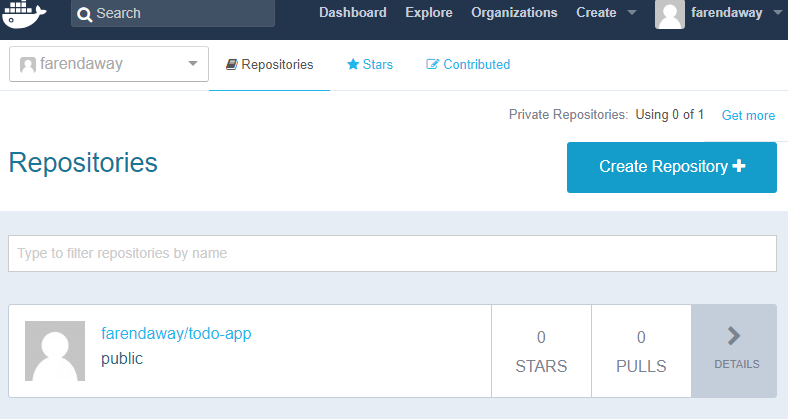 Search Dashboard Explore Organizations Create farendaway
farendaway Repositories Stars Contributed
Private Repositories: Using 0 of 1 Get more
Repositories
Create Repository
Type to filter repositories by name
farendaway/todo-app
public
0
STARS
0
PULLS
DETAILS